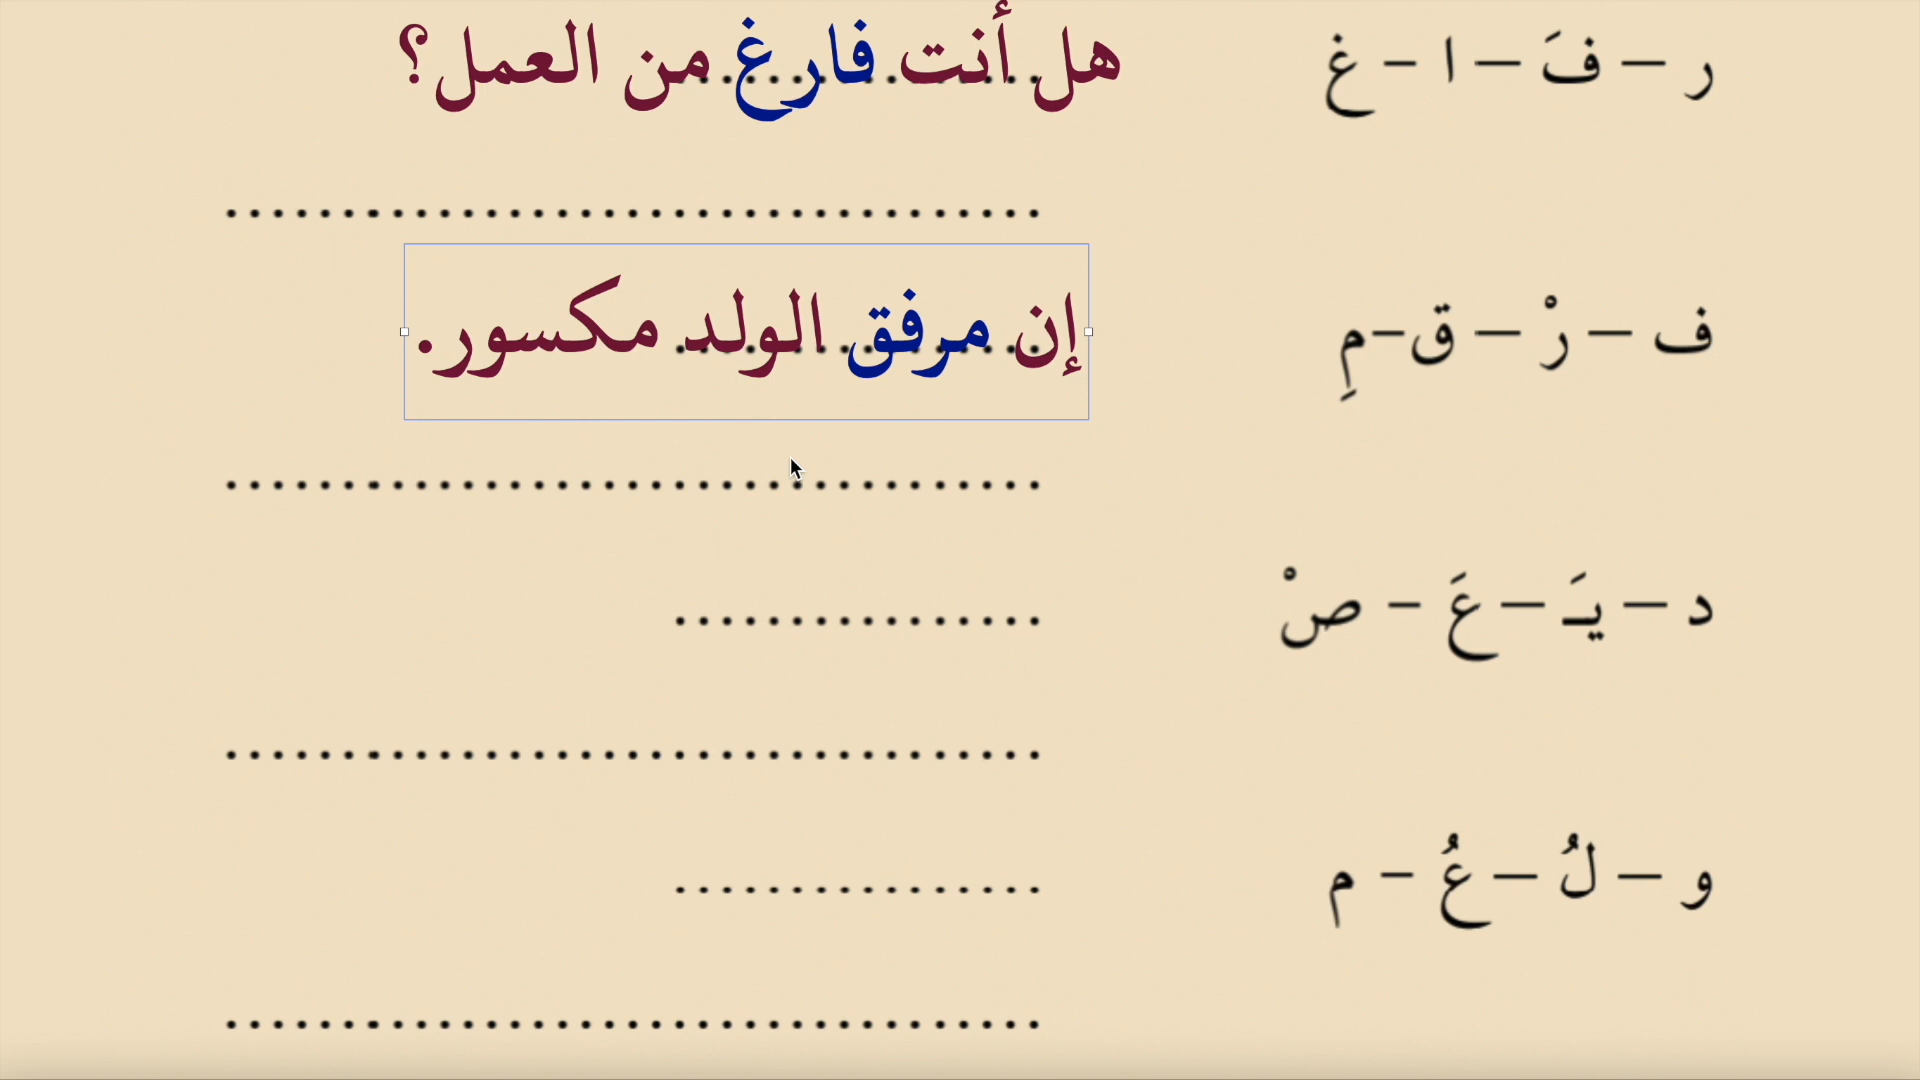 ر – فَ – ا – غ
هل أنت فارغ من العمل؟
ف – رْ – ق – مِ
إن مرفق الولد مكسور.
د – يَـ – عَ – صْ
و – لُ – عُ – م